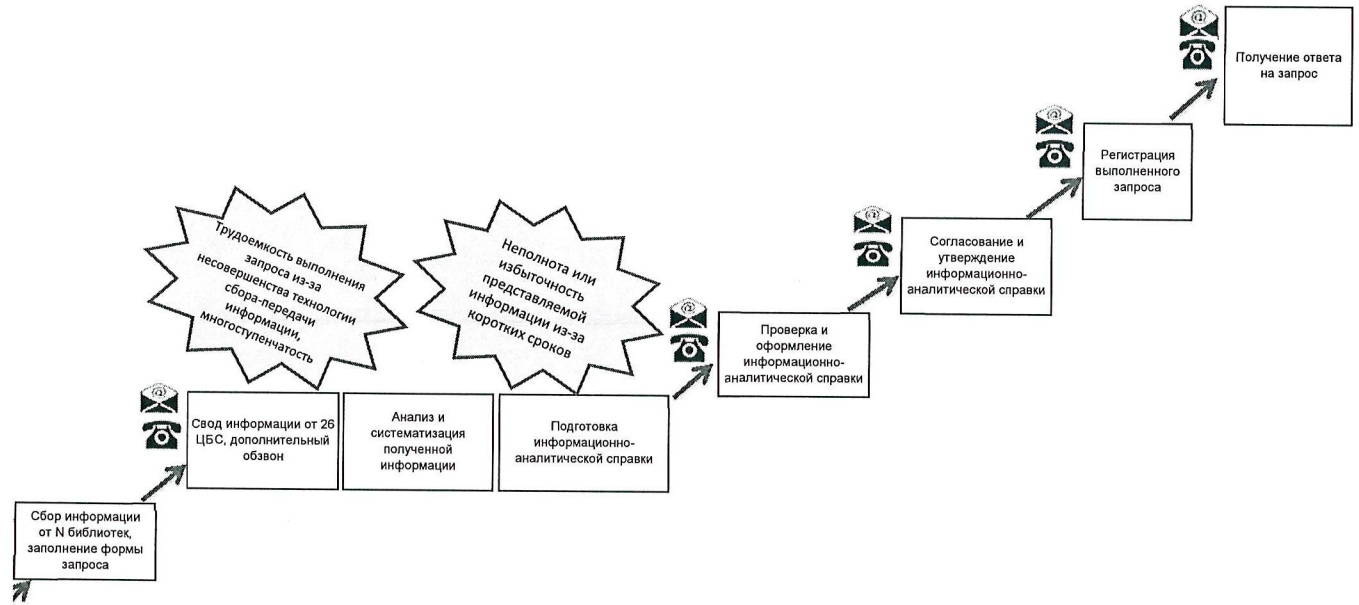 Получение ответа
на запрос
Регистрация
выполненного
запроса
Согласование и
утверждение
информационно-
аналитической справки
Проверка и
оформление
информационно-
аналитической справки
Трудоемкость выполнения
запроса из-за
несовершенства технологии
сбора-передачи
информации,
многоступенчатость
Неполнота или
избыточность
представляемой
информации из-за
коротких сроков
Свод информации от 26
ЦБС, дополнительный
обзвон
Анализ и
систематизация
полученной
информации
Подготовка
информационно-
аналитической справки
Сбор информации
от N библиотек,
заполнение формы
запроса